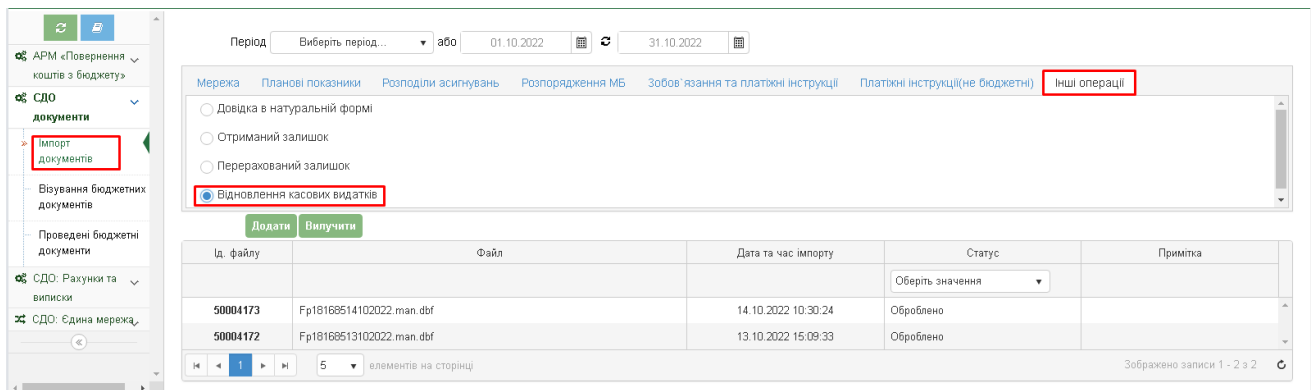 АРМ «Повернення
коштів з бюджету»
СДО
документи
Імпорт
документів
Візування бюджетних
документів
Проведені бюджетні
документи
СДО: Рахунки та
виписки
СДО: Єдина мережа
Період Виберіть період... або 01.10.2022 31.10.2022
Мережа Планові показники Розподіли асигнувань Розпорядження МБ Зобов`язання та платіжні інструкції Платіжні інструкції(не бюджетні) Інші операції
Довідка в натуральній формі
Отриманий залишок
Перерахований залишок
Відновлення касових видатків
Додати Вилучити
Ід. файлу Файл Дата та час імпорту Статус Примітка
Оберіть значення
50004173 Fp18168514102022.man.dbf 14.10.2022 10:30:24 Оброблено
50004172 Fp18168513102022.man.dbf 13.10.2022 15:09:33 Оброблено
1 5 елементів на сторінці Зображено записи 1 - 2 з 2